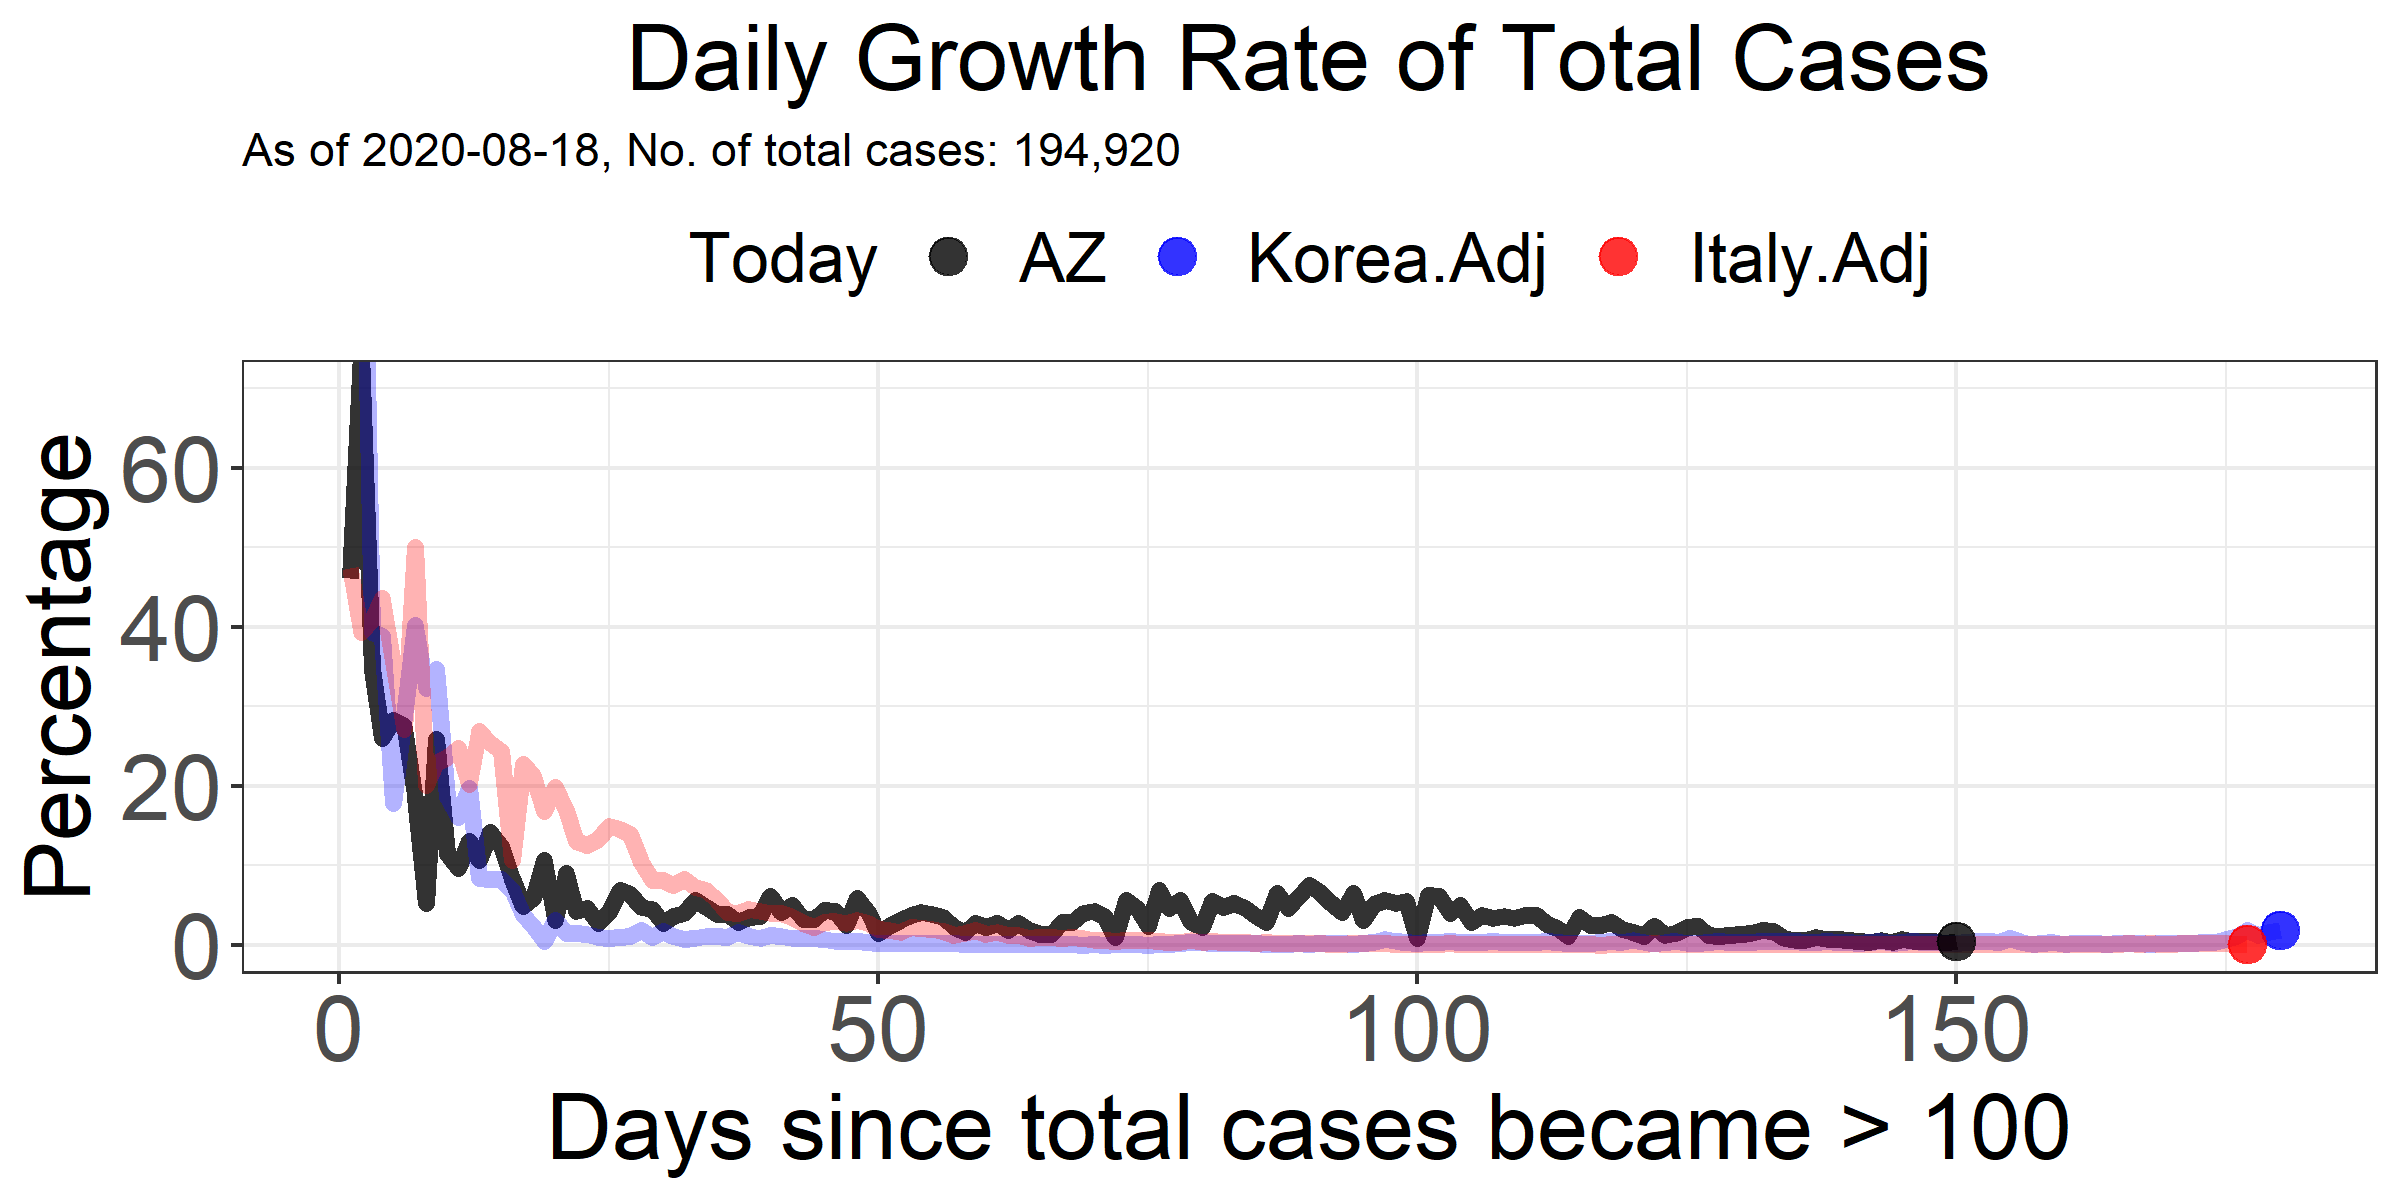 Daily Growth Rate of Total Cases
As of 2020-08-18, No. of total cases: 194,920
Today AZ Korea.Adj Italy.Adj
Percentage
60
40
20
0
0 50 100 150
Days since total cases became > 100